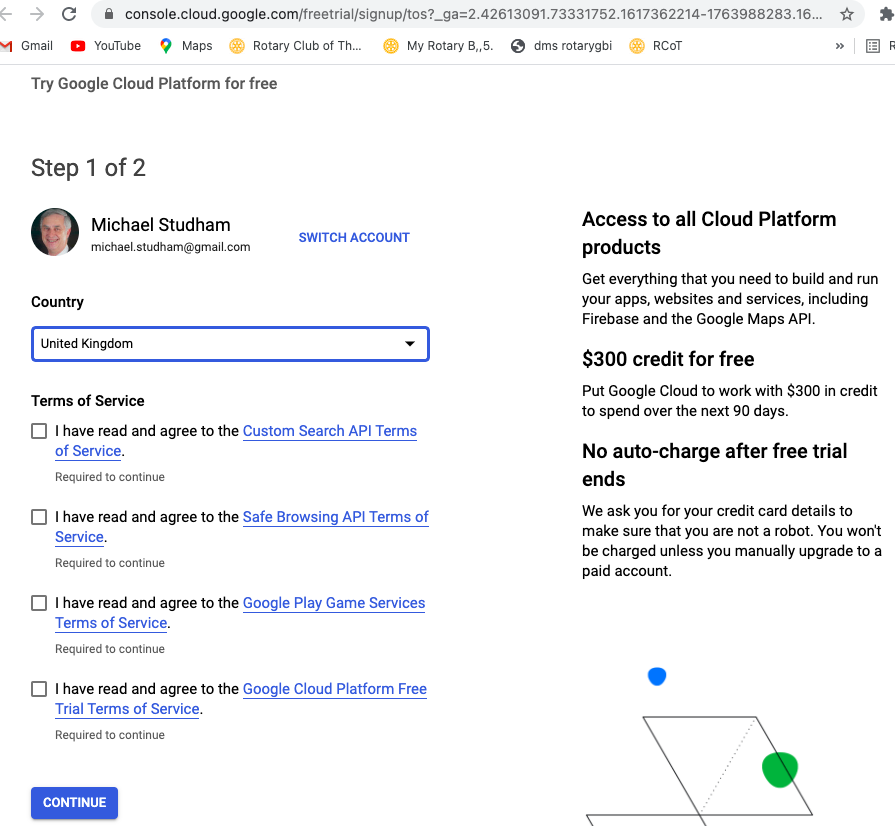 console.cloud.google.com/freetrial/signup/tos?_ga=2.42613091.73331752.1617362214-1763988283.16...
Gmail YouTube Maps Rotary Club of Th... My Rotary B,,5. dms rotarygbi RCoT » R
Try Google Cloud Platform for free
Step 1 of 2
Michael Studham
michael.studham@gmail.com
SWITCH ACCOUNT
Country
United Kingdom
Terms of Service
I have read and agree to the Custom Search API Terms
of Service.
Required to continue
I have read and agree to the Safe Browsing API Terms of
Service.
Required to continue
I have read and agree to the Google Play Game Services
Terms of Service.
Required to continue
I have read and agree to the Google Cloud Platform Free
Trial Terms of Service.
Required to continue
CONTINUE
Access to all Cloud Platform
products
Get everything that you need to build and run
your apps, websites and services, including
Firebase and the Google Maps API.
$300 credit for free
Put Google Cloud to work with $300 in credit
to spend over the next 90 days.
No auto-charge after free trial
ends
We ask you for your credit card details to
make sure that you are not a robot. You won't
be charged unless you manually upgrade to a
paid account.